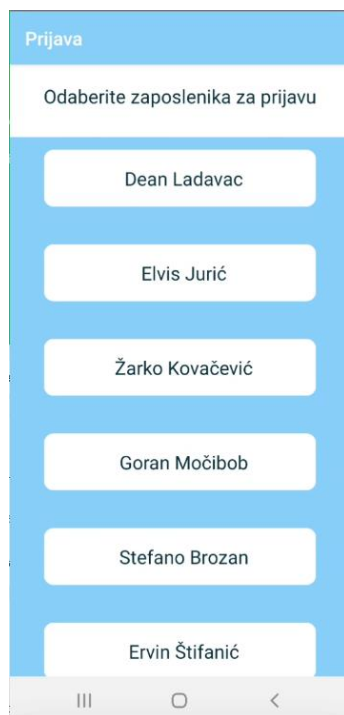 Prijava
Odaberite zaposlenika za prijavu
Dean Ladavac
Elvis Jurić
Žarko Kovačević
Goran Močibob
Stefano Brozan
Ervin Štifanić